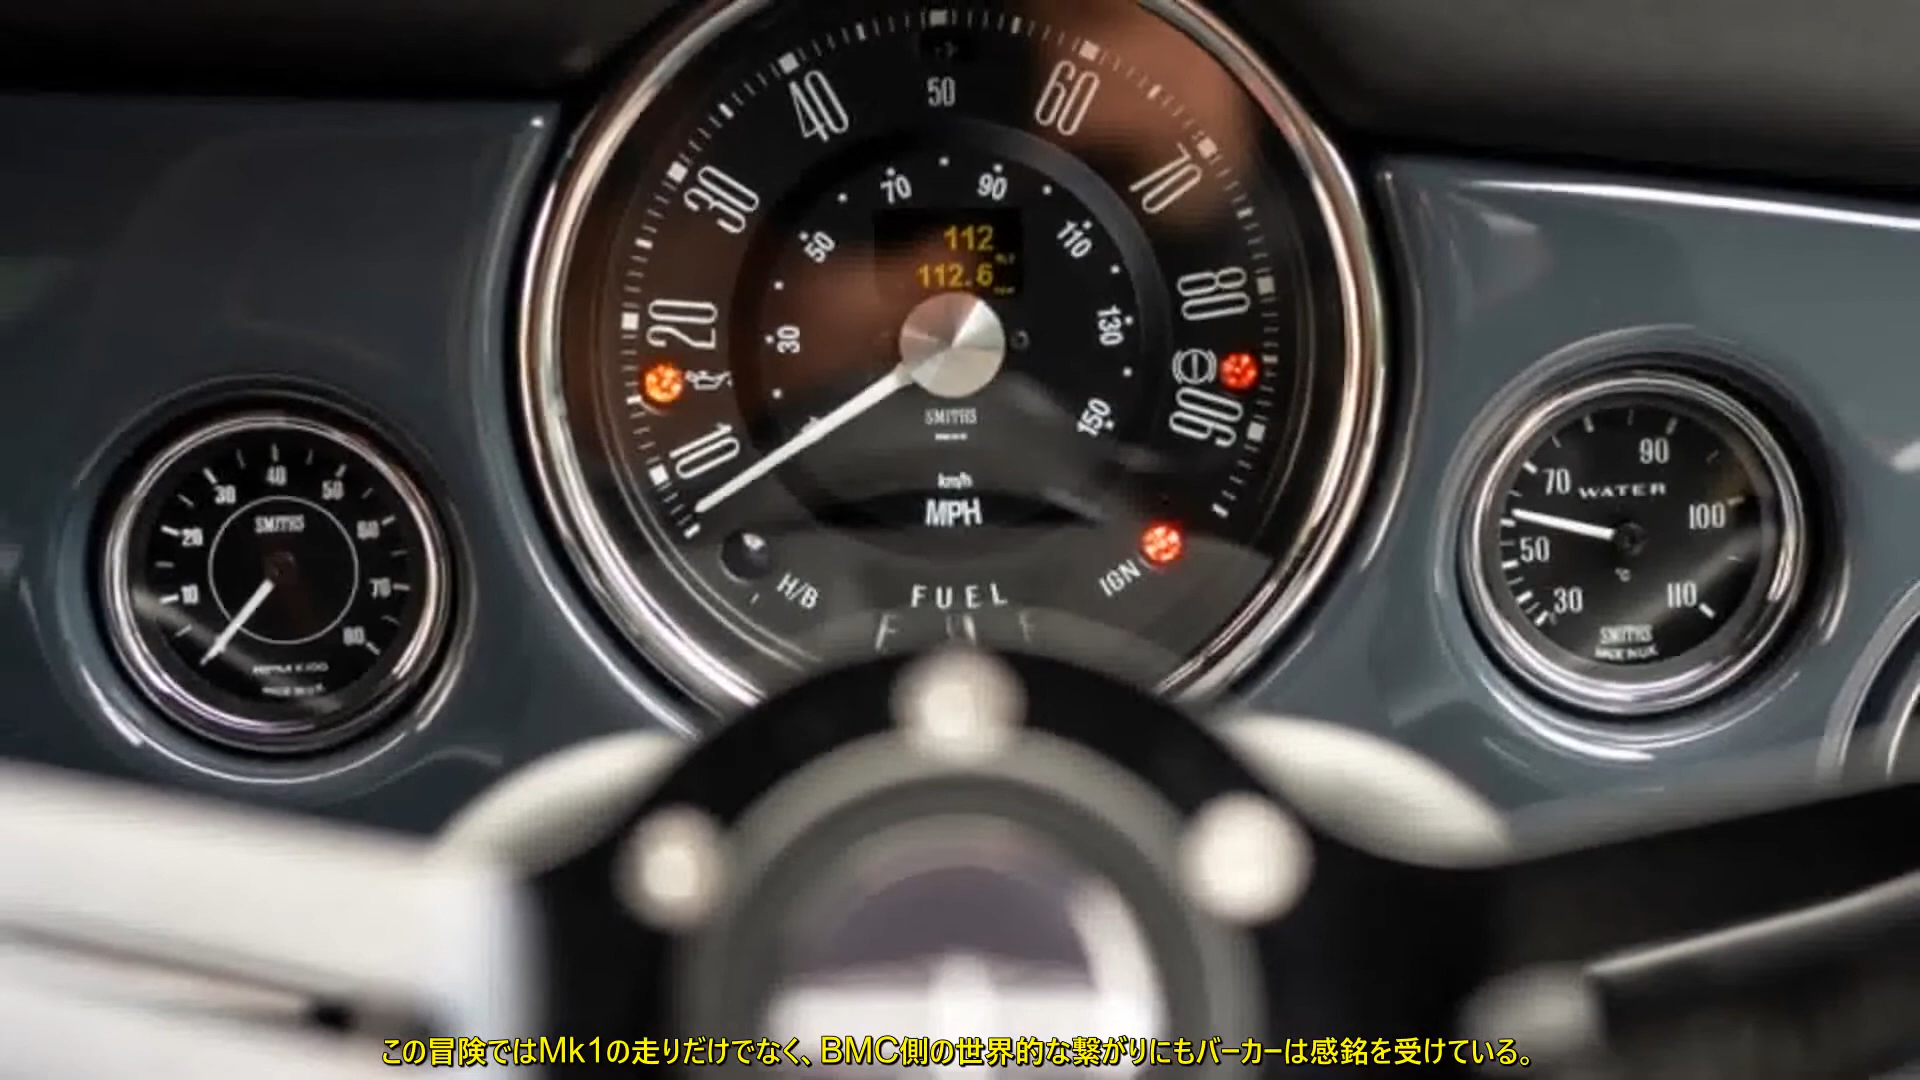 40
50
60
30
70
70
90
50
110
112
112.6
20
80
30
130
10
150
90
SMITHS
km/h
MPH
H/B
IGN
FUEL
40
30
50
SMITHS
20
60
10
70
80
90
70
WATER
100
50
°C
30
110
SMITHS
この冒険ではMk1の走りだけでなく、BMC側の世界的な繋がりにもバーカーは感銘を受けている。